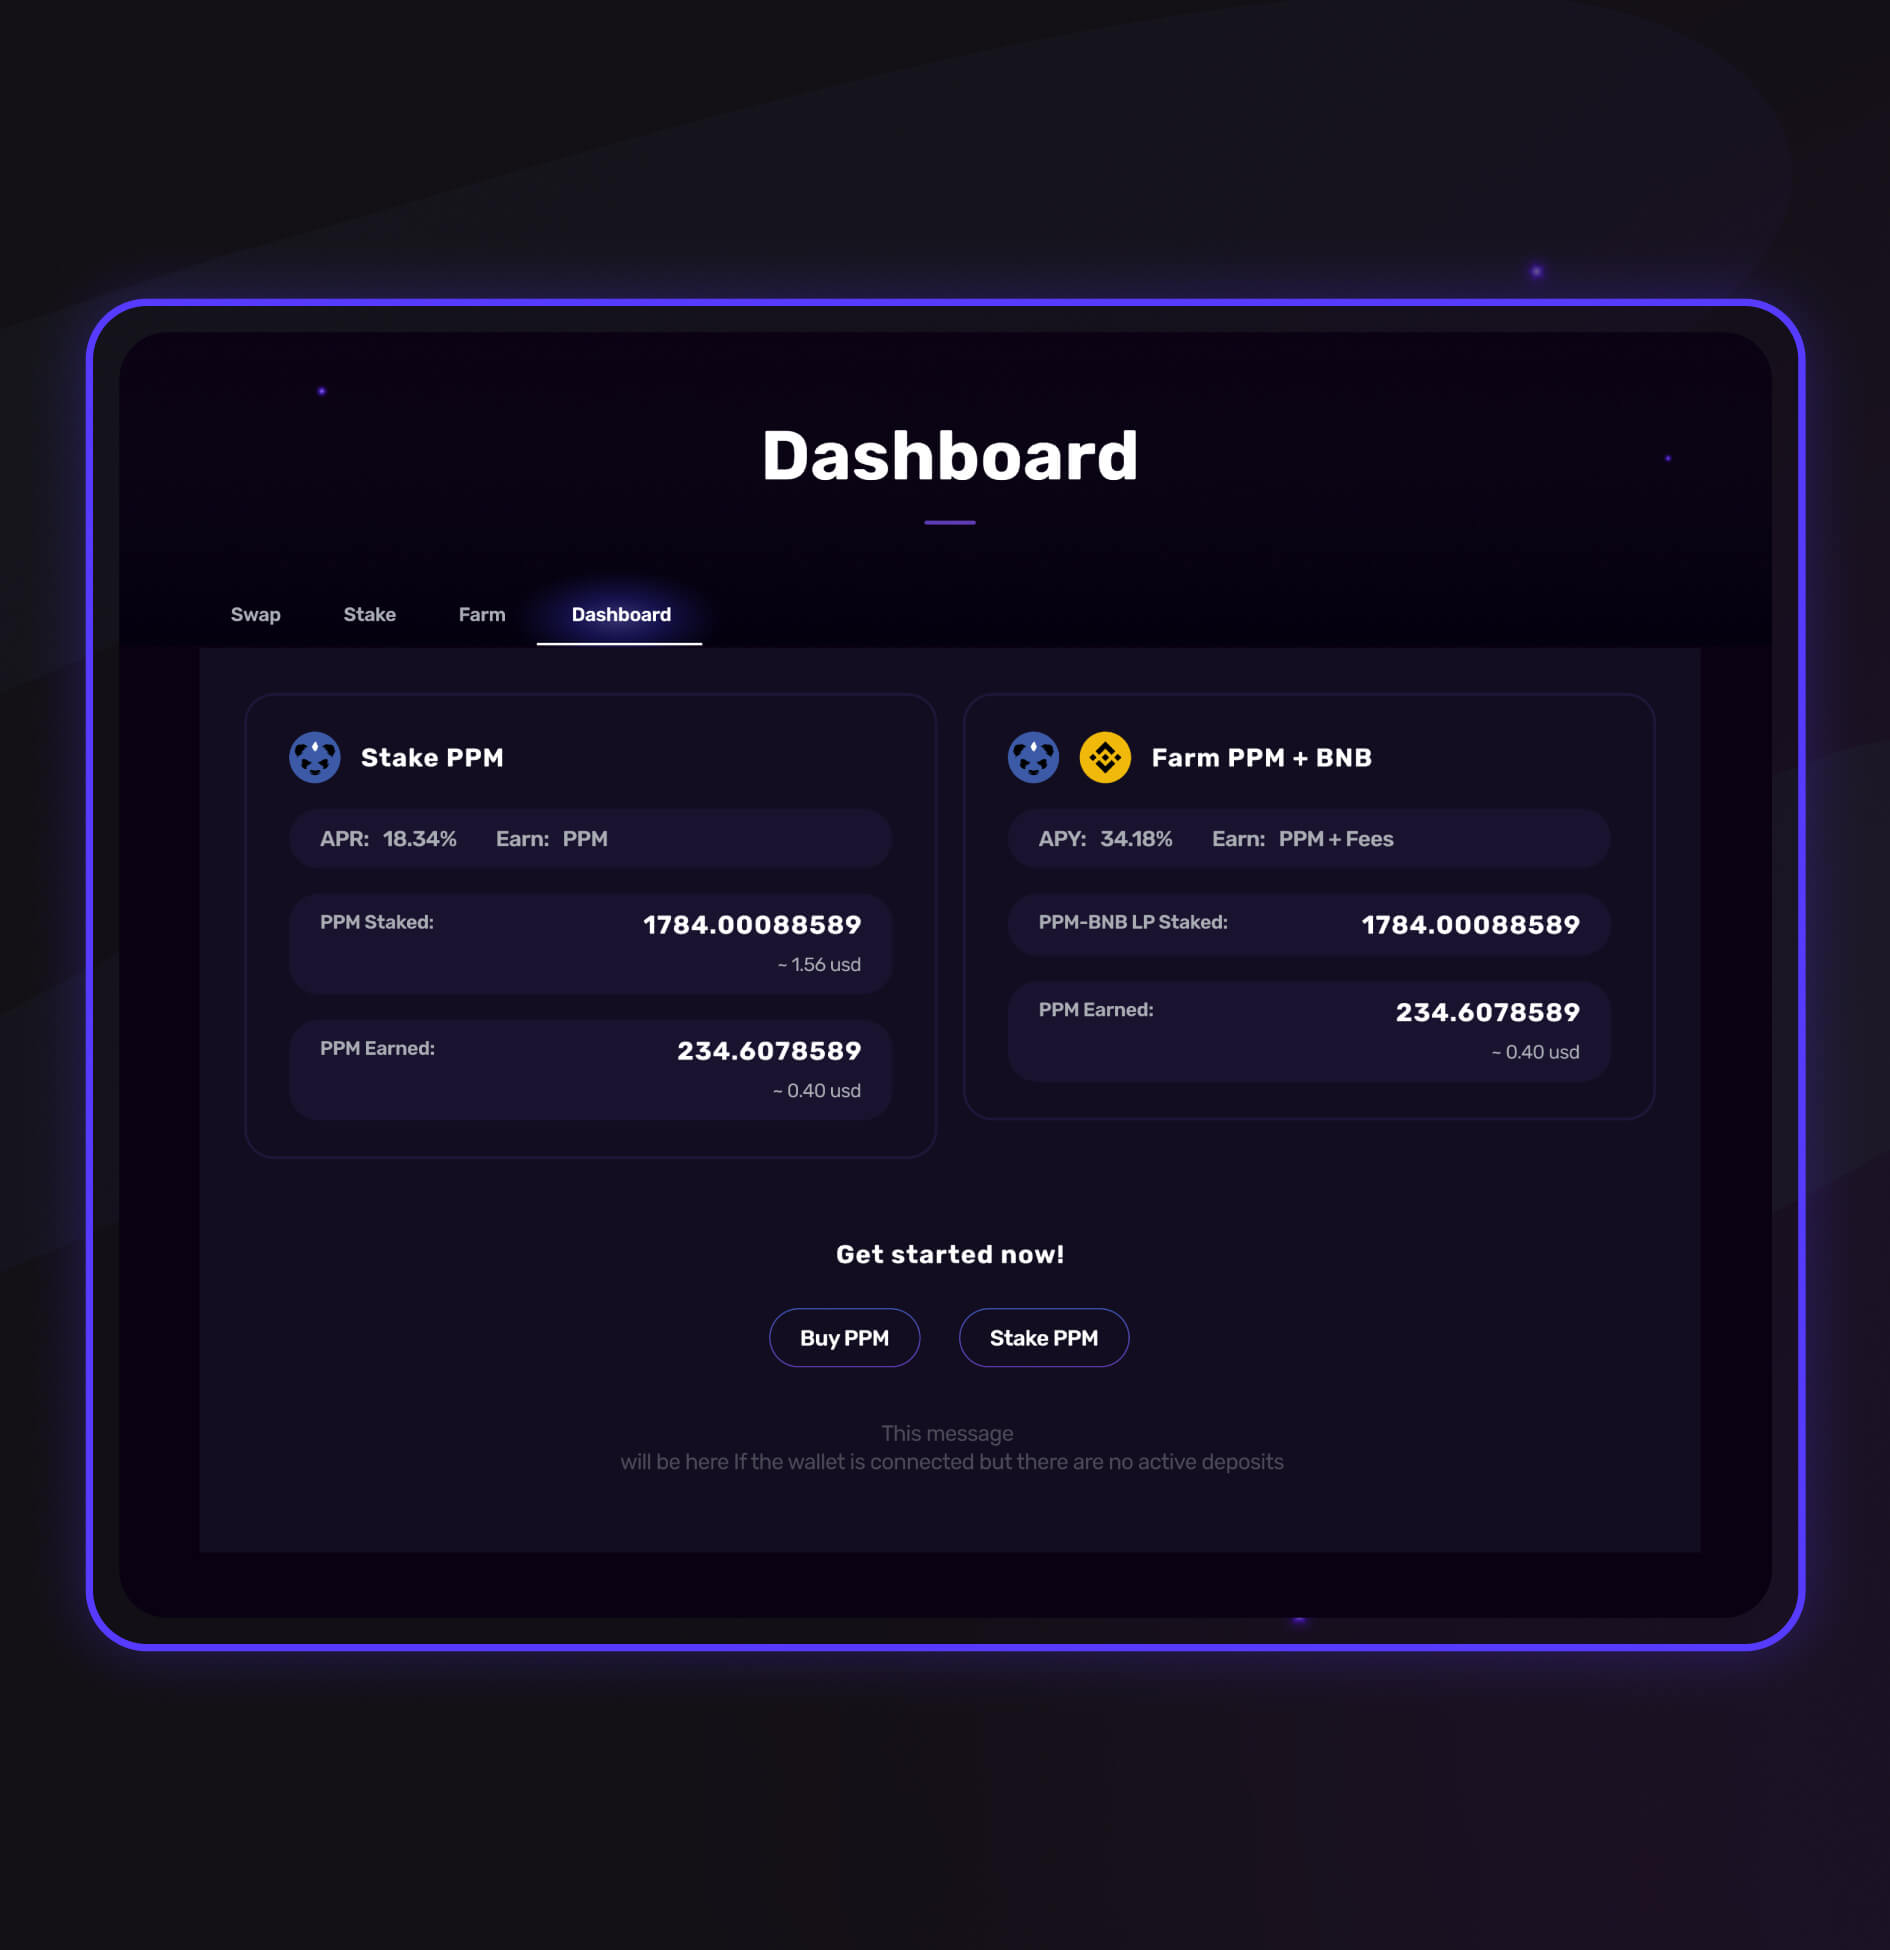 Dashboard
Swap Stake Farm Dashboard
Stake PPM
APR: 18.34% Earn: PPM
PPM Staked: 1784.00088589
~ 1.56 usd
PPM Earned: 234.6078589
~ 0.40 usd
Farm PPM + BNB
APY: 34.18% Earn: PPM + Fees
PPM-BNB LP Staked: 1784.00088589
PPM Earned: 234.6078589
~ 0.40 usd
Get started now!
Buy PPM Stake PPM
This message
will be here If the wallet is connected but there are no active deposits